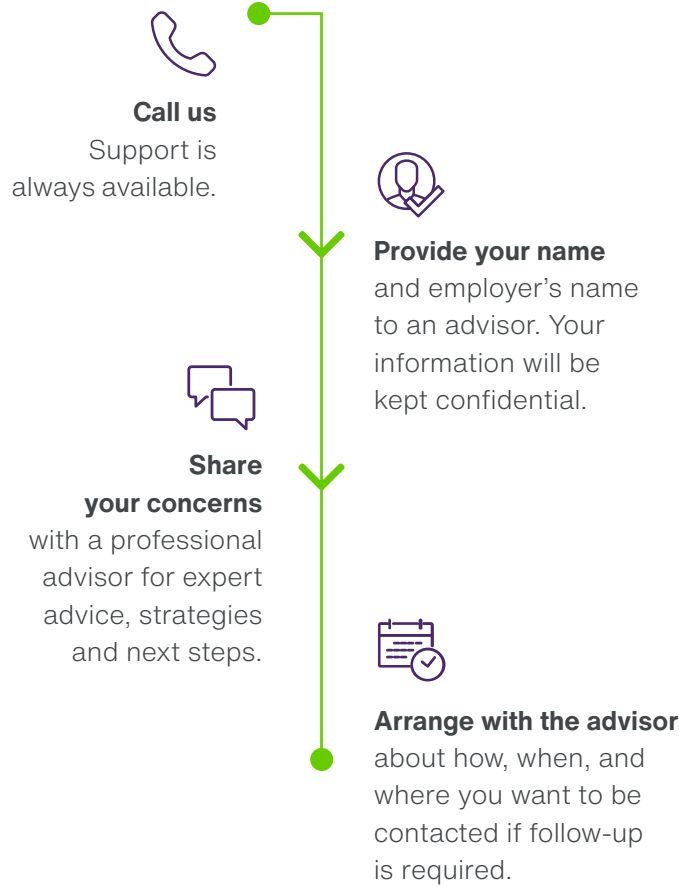 Call us
Support is
always available.
Provide your name
and employer’s name
to an advisor. Your
information will be
kept confidential.
Share
your concerns
with a professional
advisor for expert
advice, strategies
and next steps.
Arrange with the advisor
about how, when, and
where you want to be
contacted if follow-up
is required.